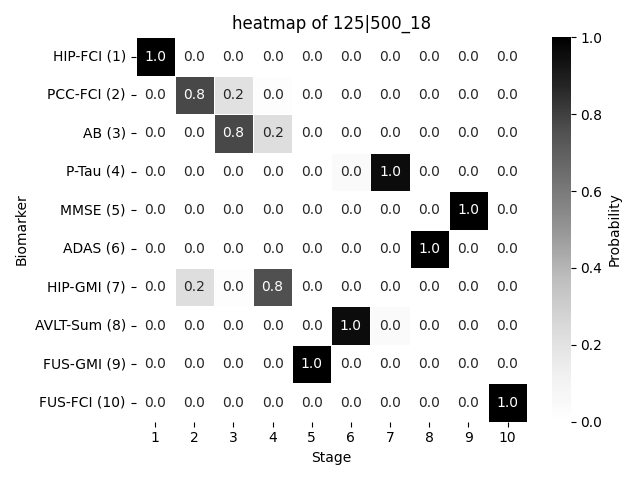 heatmap of 125|500_18
HIP-FCI (1) 1.0 0.0 0.0 0.0 0.0 0.0 0.0 0.0 0.0 0.0
PCC-FCI (2) 0.0 0.8 0.2 0.0 0.0 0.0 0.0 0.0 0.0 0.0
AB (3) 0.0 0.0 0.8 0.2 0.0 0.0 0.0 0.0 0.0 0.0
P-Tau (4) 0.0 0.0 0.0 0.0 0.0 0.0 1.0 0.0 0.0 0.0
MMSE (5) 0.0 0.0 0.0 0.0 0.0 0.0 0.0 0.0 1.0 0.0
ADAS (6) 0.0 0.0 0.0 0.0 0.0 0.0 0.0 1.0 0.0 0.0
HIP-GMI (7) 0.0 0.2 0.0 0.8 0.0 0.0 0.0 0.0 0.0 0.0
AVLT-Sum (8) 0.0 0.0 0.0 0.0 0.0 1.0 0.0 0.0 0.0 0.0
FUS-GMI (9) 0.0 0.0 0.0 0.0 1.0 0.0 0.0 0.0 0.0 0.0
FUS-FCI (10) 0.0 0.0 0.0 0.0 0.0 0.0 0.0 0.0 0.0 1.0
1 2 3 4 5 6 7 8 9 10
Stage
Biomarker
1.0
0.8
0.6
0.4
0.2
0.0
Probability